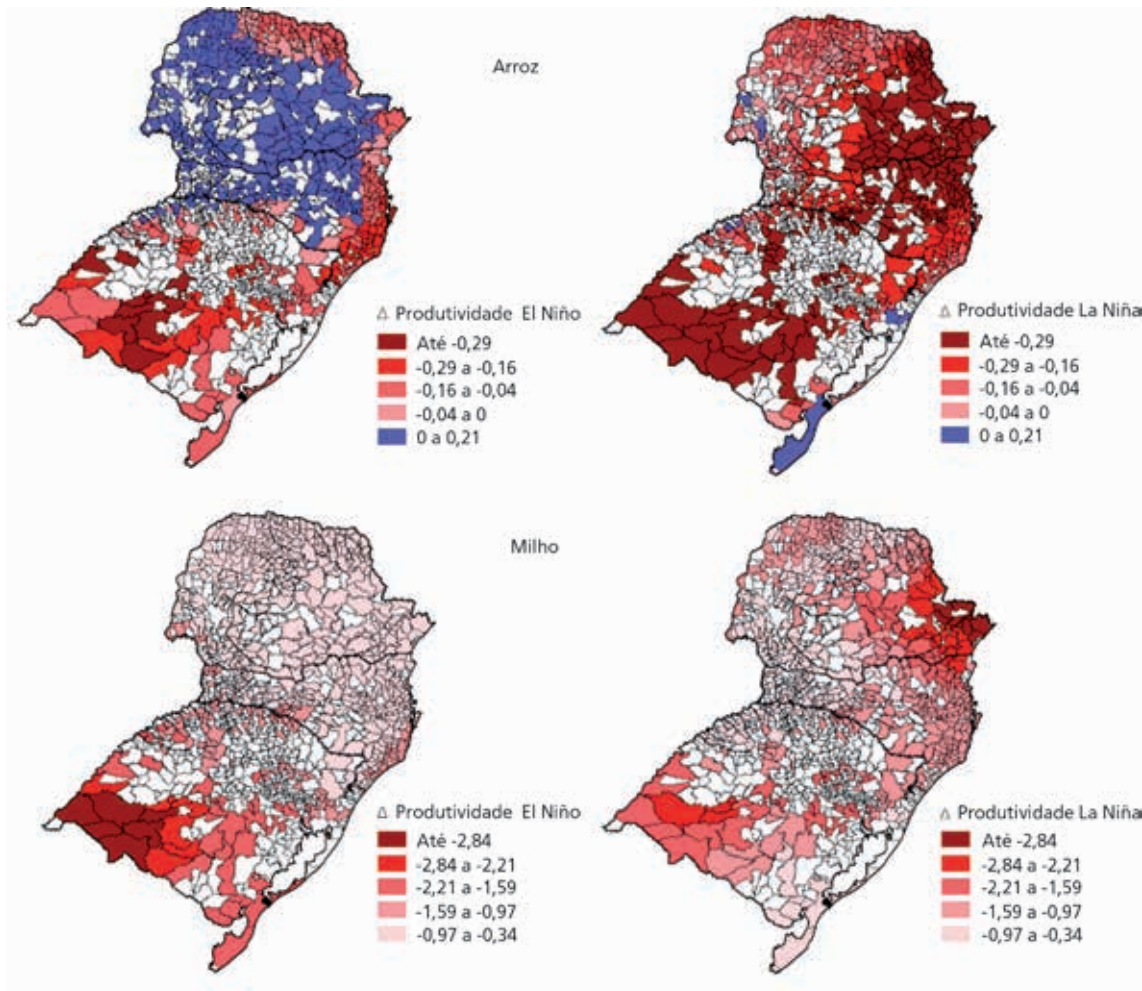 Arroz
Δ Produtividade El Niño
Até -0,29
-0,29 a -0,16
-0,16 a -0,04
-0,04 a 0
0 a 0,21
Δ Produtividade La Niña
Até -0,29
-0,29 a -0,16
-0,16 a -0,04
-0,04 a 0
0 a 0,21
Milho
Δ Produtividade El Niño
Até -2,84
-2,84 a -2,21
-2,21 a -1,59
-1,59 a -0,97
-0,97 a -0,34
Δ Produtividade La Niña
Até -2,84
-2,84 a -2,21
-2,21 a -1,59
-1,59 a -0,97
-0,97 a -0,34